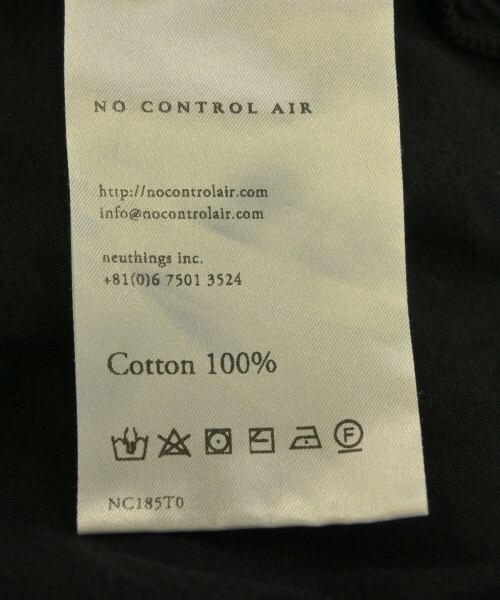 NO CONTROL AIR
http://nocontrolair.com
info@nocontrolair.com
neuthings inc.
+81(0)6 7501 3524
Cotton 100%
F
NC185T0